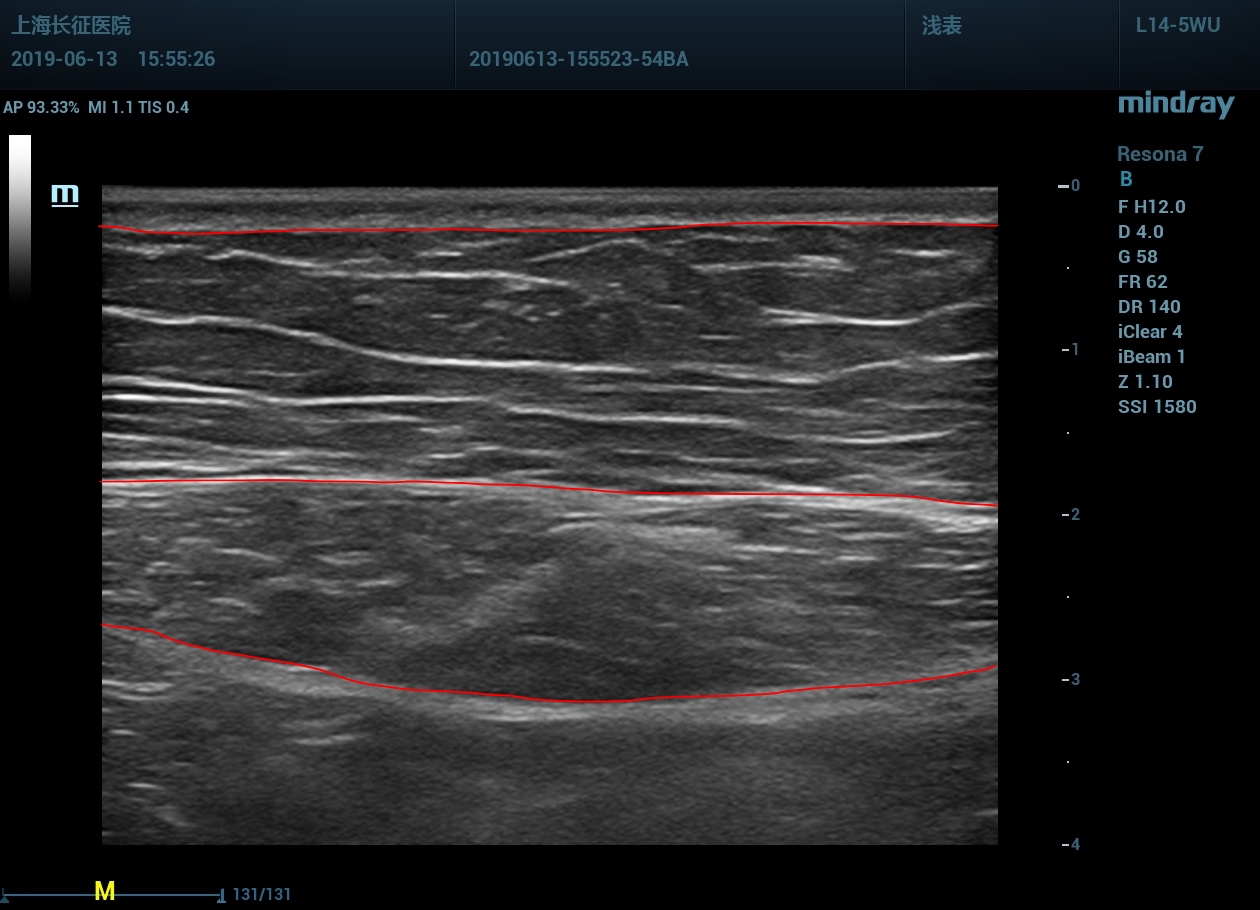 上海长征医院
浅表
L14-5WU
2019-06-13 15:55:26
20190613-155523-54BA
AP 93.33% MI 1.1 TIS 0.4
mindray
m
Resona 7
B
F H12.0
D 4.0
G 58
FR 62
DR 140
iClear 4
iBeam 1
Z 1.10
SSI 1580
0
1
2
3
4
M
131/131